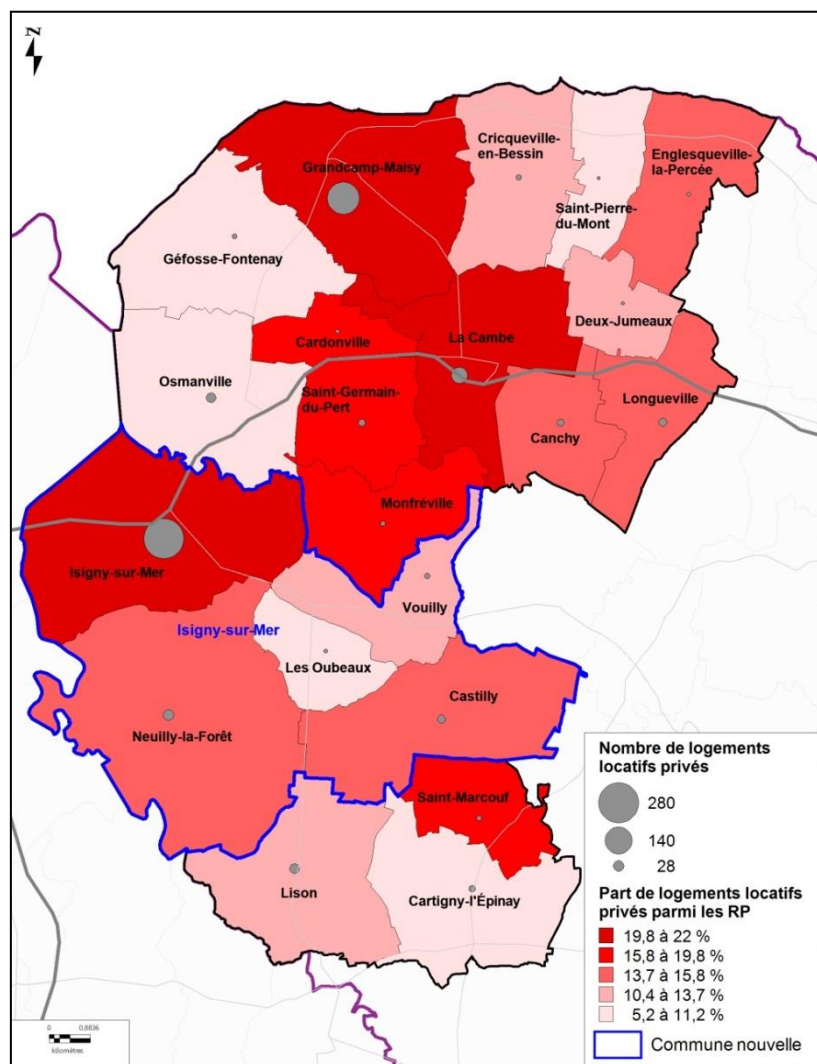 N
Cricqueville-
en-Bessin
Englesqueville-
la-Percée
Grandcamp-Maisy
Saint-Pierre-
du-Mont
Géfosse-Fontenay
Deux-Jumeaux
La Cambe
Cardonville
Osmanville
Saint-Germain-
du-Pert
Longueville
Canchy
Monfréville
Isigny-sur-Mer
Vouilly
Isigny-sur-Mer
Les Oubeaux
Castilly
Neuilly-la-Forêt
Saint-Marcouf
Lison
Cartigny-l'Épinay
Nombre de logements
locatifs privés
280
140
28
Part de logements locatifs
privés parmi les RP
19,8 à 22 %
15,8 à 19,8 %
13,7 à 15,8 %
10,4 à 13,7 %
5,2 à 11,2 %
Commune nouvelle
0 0,8836
kilomètres